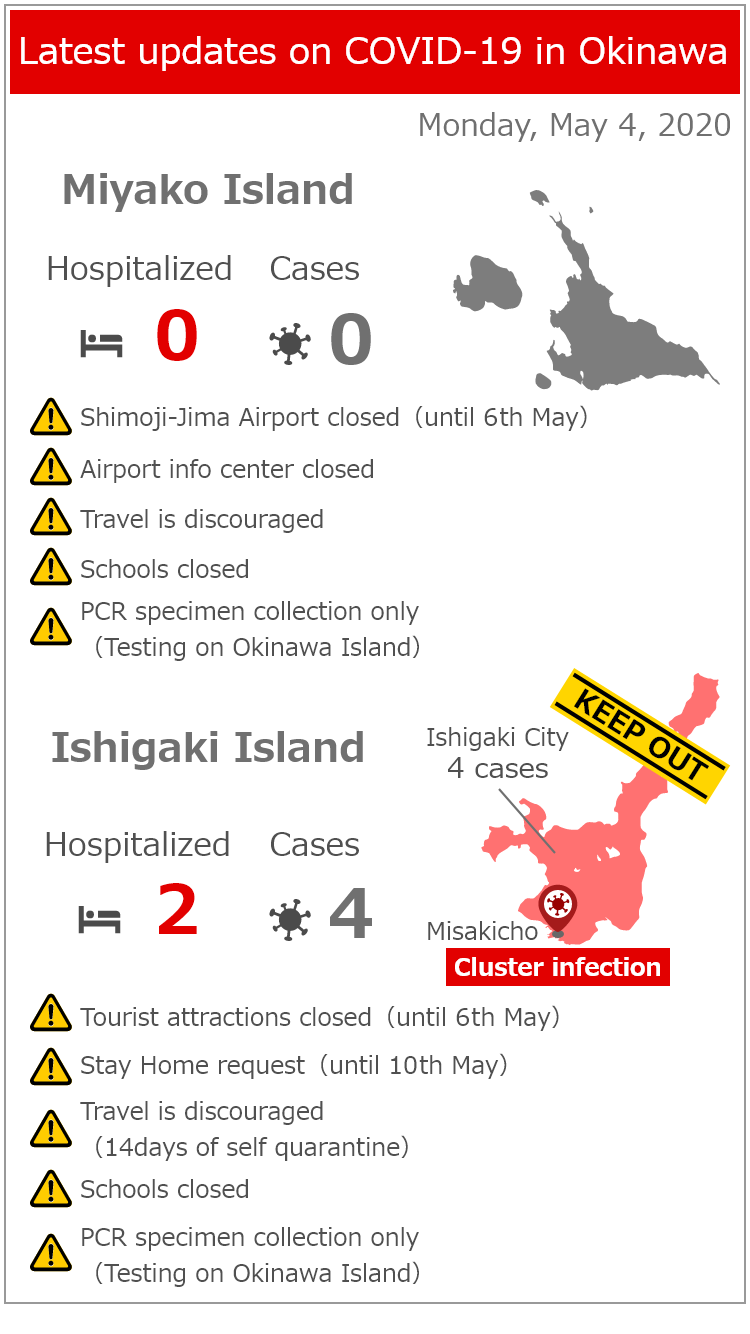 Latest updates on COVID-19 in Okinawa
Monday, May 4, 2020
Miyako Island
Hospitalized Cases
0 0
Shimoji-Jima Airport closed（until 6th May）
Airport info center closed
Travel is discouraged
Schools closed
PCR specimen collection only
（Testing on Okinawa Island）
KEEP OUT
Ishigaki Island
Ishigaki City
4 cases
Hospitalized Cases
2 4
Misakicho
Cluster infection
Tourist attractions closed（until 6th May）
Stay Home request（until 10th May）
Travel is discouraged
（14days of self quarantine）
Schools closed
PCR specimen collection only
（Testing on Okinawa Island）